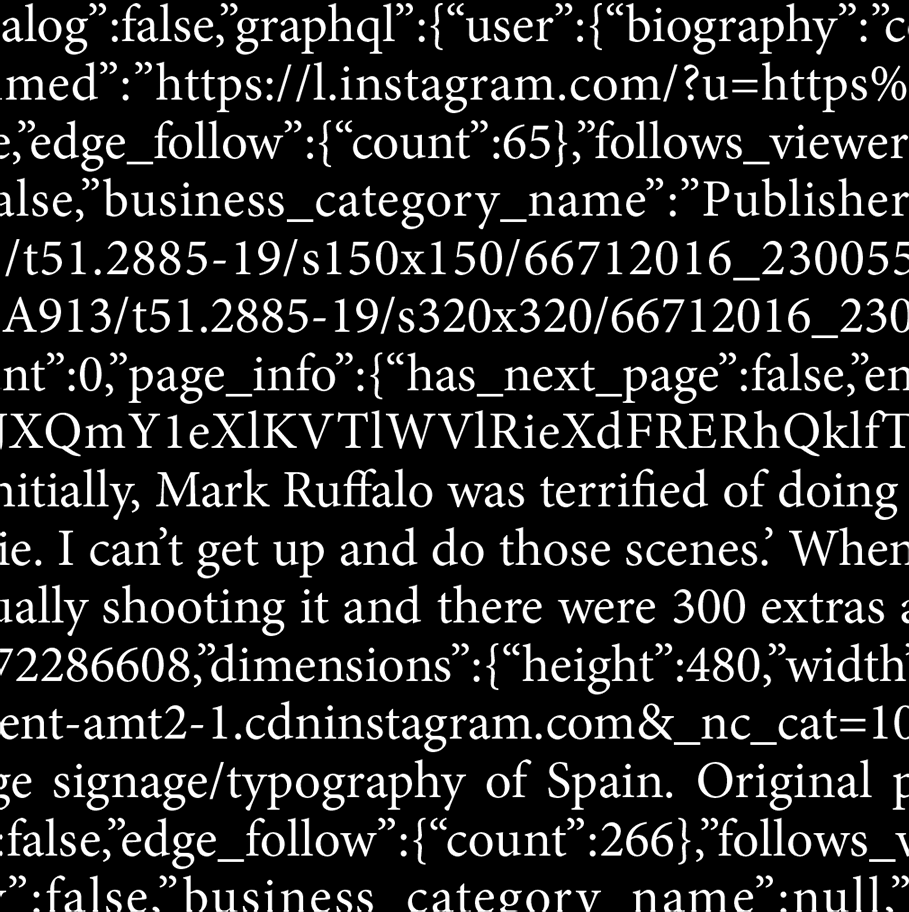 alog”:false,”graphql”:{“user”:{“biography”:”c
med”:”https://l.instagram.com/?u=https%
e,”edge_follow”:{“count”:65},”follows_viewer
alse,”business_category_name”:”Publisher
/t51.2885-19/s150x150/66712016_230055
A913/t51.2885-19/s320x320/66712016_230
nt”:0,”page_info”:{“has_next_page”:false,”en
JXQmY1eXlKVTlWVlRieXdFRERhQklfT
nitially, Mark Ruffalo was terrified of doing
ie. I can’t get up and do those scenes.’ When
ually shooting it and there were 300 extras a
72286608,”dimensions”:{“height”:480,”width”
ent-amt2-1.cdninstagram.com&_nc_cat=10
ge signage/typography of Spain. Original p
:false,”edge_follow”:{“count”:266},”follows_v
y”:false,”business_category_name”:null,”